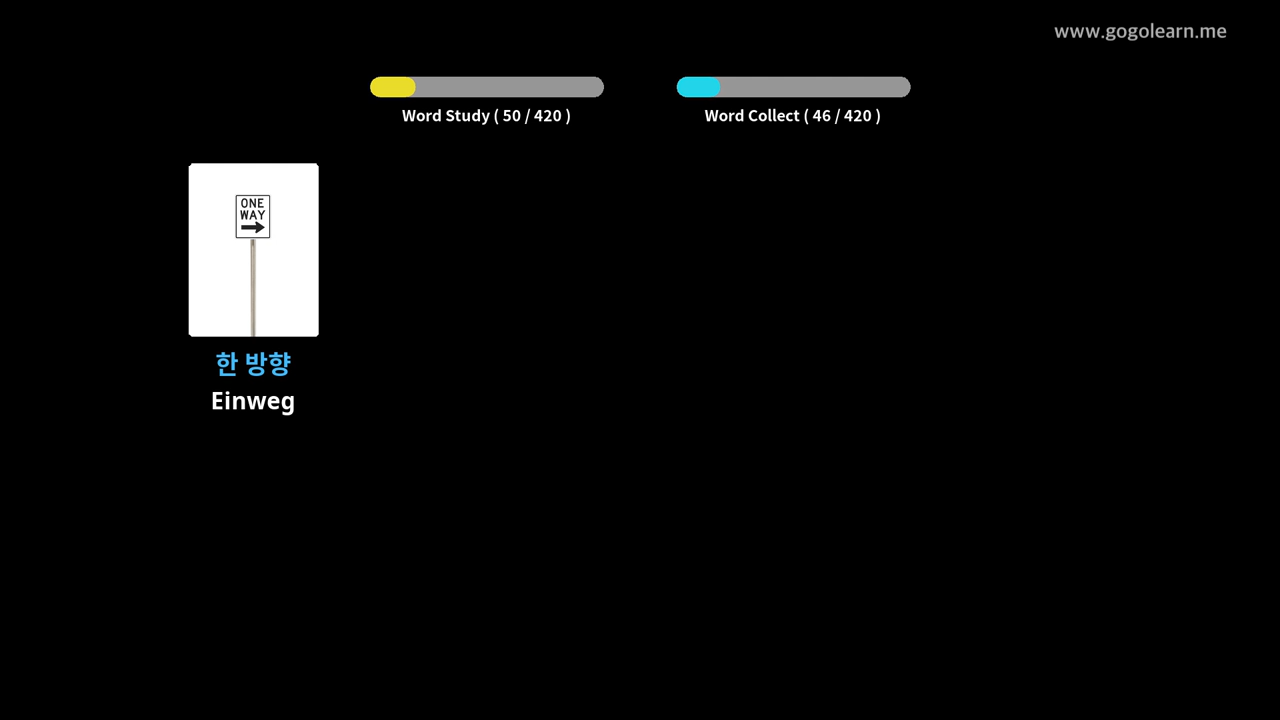 www.gogolearn.me
Word Study ( 50 / 420 )
Word Collect ( 46 / 420 )
ONE
WAY
한 방향
Einweg